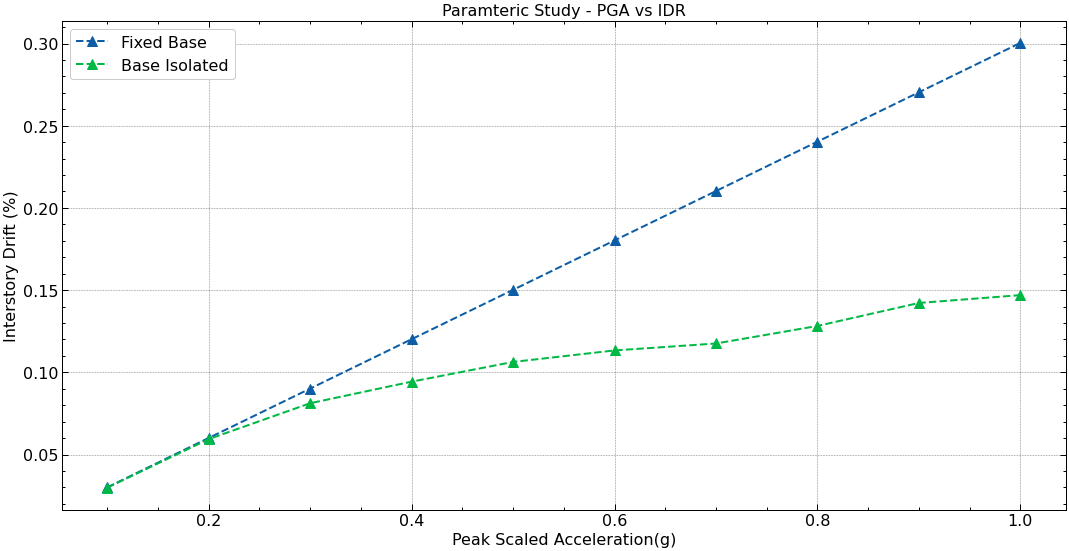 Paramteric Study - PGA vs IDR
Fixed Base
Base Isolated
0.30
0.25
0.20
0.15
0.10
0.05
Interstory Drift (%)
0.2 0.4 0.6 0.8 1.0
Peak Scaled Acceleration(g)